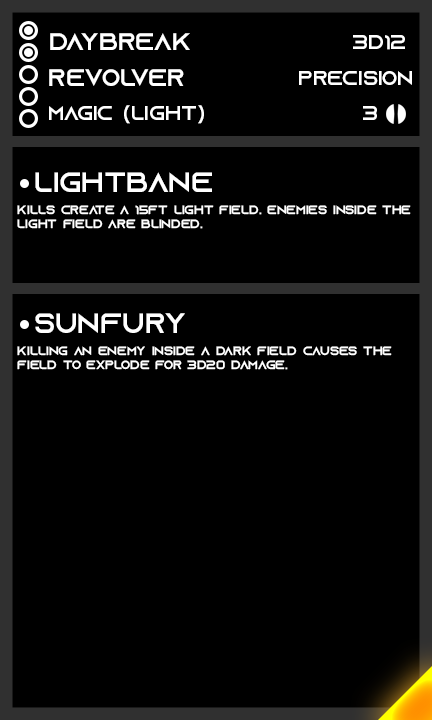 DAYBREAK 3D12
REVOLVER PRECISION
MAGIC (LIGHT) 3
LIGHTBANE
KILLS CREATE A 15FT LIGHT FIELD. ENEMIES INSIDE THE
LIGHT FIELD ARE BLINDED.
SUNFURY
KILLING AN ENEMY INSIDE A DARK FIELD CAUSES THE
FIELD TO EXPLODE FOR 3D20 DAMAGE.